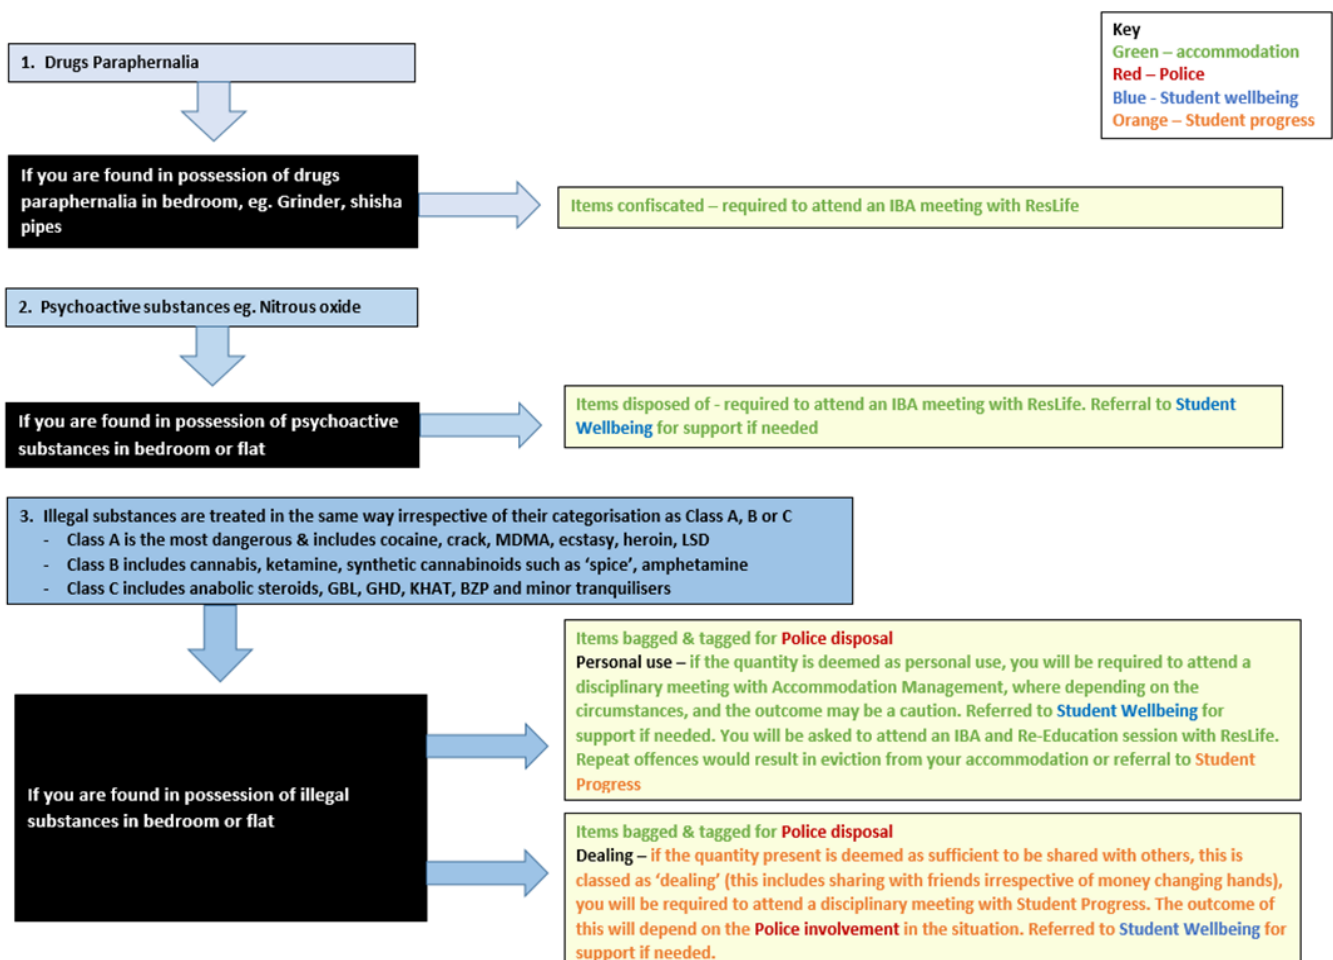 Key
Green – accommodation
Red – Police
Blue - Student wellbeing
Orange – Student progress
1. Drugs Paraphernalia
If you are found in possession of drugs
paraphernalia in bedroom, eg. Grinder, shisha
pipes
Items confiscated – required to attend an IBA meeting with ResLife
2. Psychoactive substances eg. Nitrous oxide
If you are found in possession of psychoactive
substances in bedroom or flat
Items disposed of - required to attend an IBA meeting with ResLife. Referral to Student
Wellbeing for support if needed
3. Illegal substances are treated in the same way irrespective of their categorisation as Class A, B or C
- Class A is the most dangerous & includes cocaine, crack, MDMA, ecstasy, heroin, LSD
- Class B includes cannabis, ketamine, synthetic cannabinoids such as ‘spice’, amphetamine
- Class C includes anabolic steroids, GBL, GHD, KHAT, BZP and minor tranquilisers
If you are found in possession of illegal
substances in bedroom or flat
Items bagged & tagged for Police disposal
Personal use – if the quantity is deemed as personal use, you will be required to attend a
disciplinary meeting with Accommodation Management, where depending on the
circumstances, and the outcome may be a caution. Referred to Student Wellbeing for
support if needed. You will be asked to attend an IBA and Re-Education session with ResLife.
Repeat offences would result in eviction from your accommodation or referral to Student
Progress
Items bagged & tagged for Police disposal
Dealing – if the quantity present is deemed as sufficient to be shared with others, this is
classed as ‘dealing’ (this includes sharing with friends irrespective of money changing hands),
you will be required to attend a disciplinary meeting with Student Progress. The outcome of
this will depend on the Police involvement in the situation. Referred to Student Wellbeing for
support if needed.